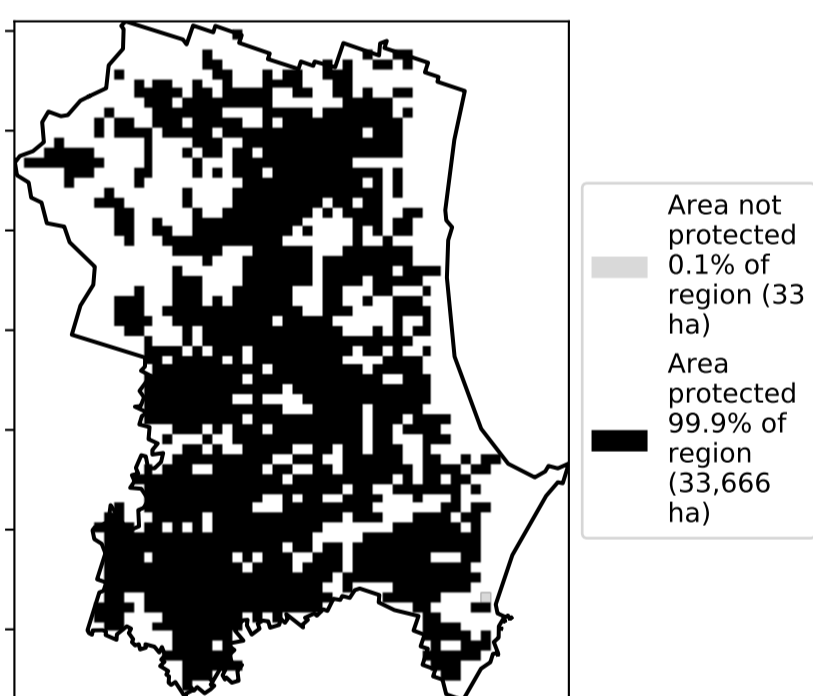 Area not
protected
0.1% of
region (33
ha)
Area
protected
99.9% of
region
(33,666
ha)